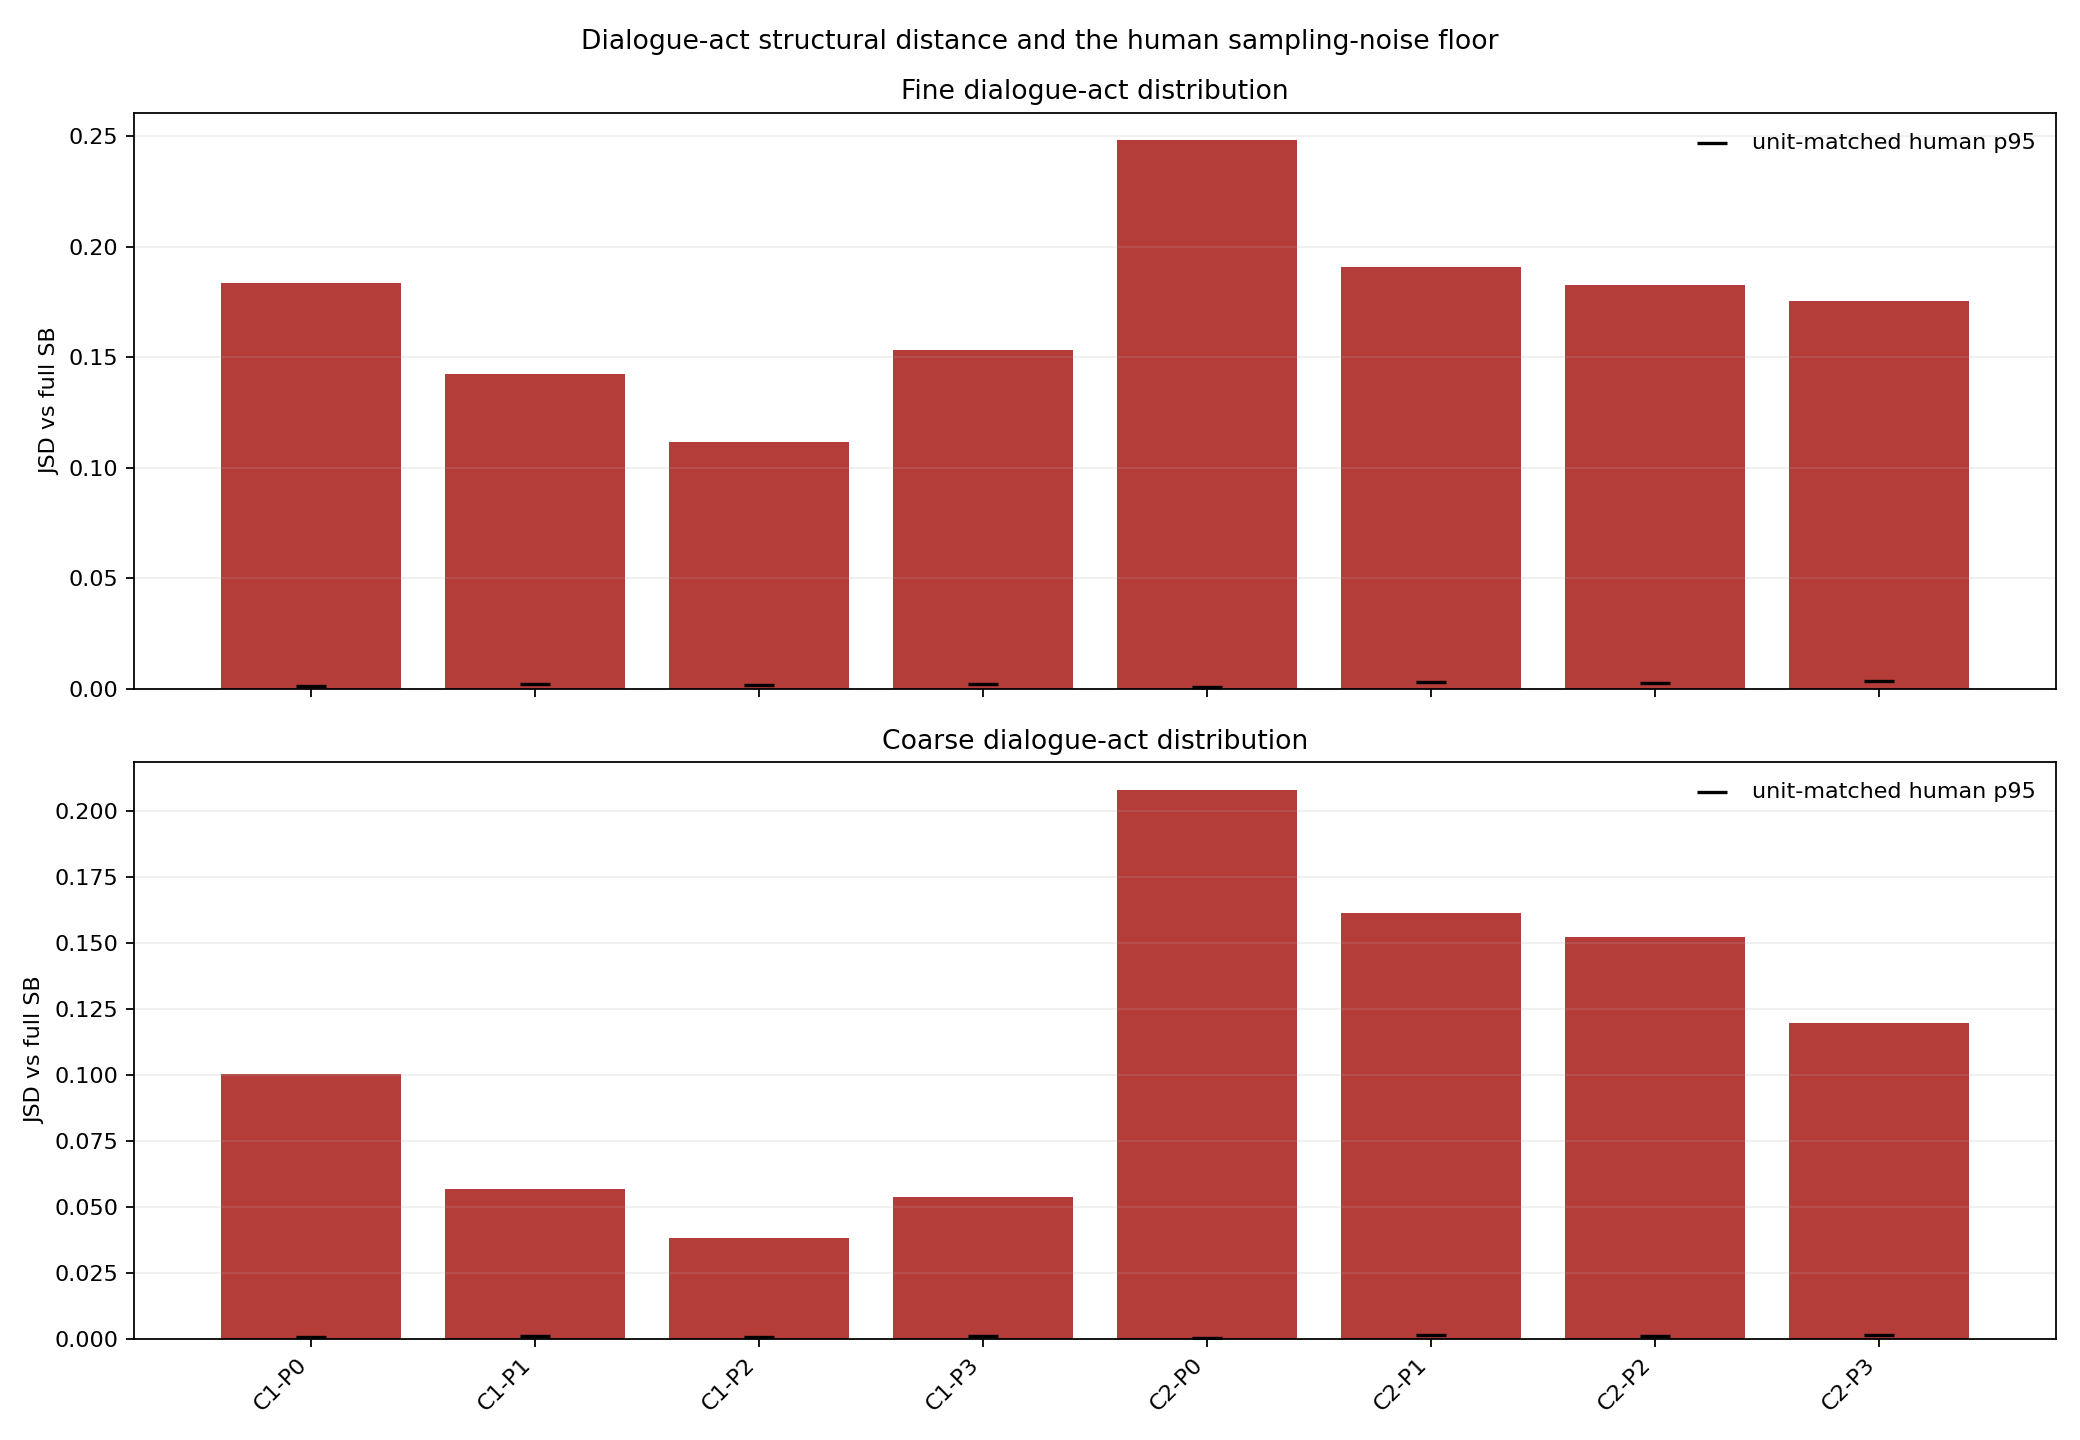 Dialogue-act structural distance and the human sampling-noise floor
Fine dialogue-act distribution
unit-matched human p95
JSD vs full SB
0.25
0.20
0.15
0.10
0.05
0.00
Coarse dialogue-act distribution
unit-matched human p95
JSD vs full SB
0.200
0.175
0.150
0.125
0.100
0.075
0.050
0.025
0.000
C1-P0
C1-P1
C1-P2
C1-P3
C2-P0
C2-P1
C2-P2
C2-P3